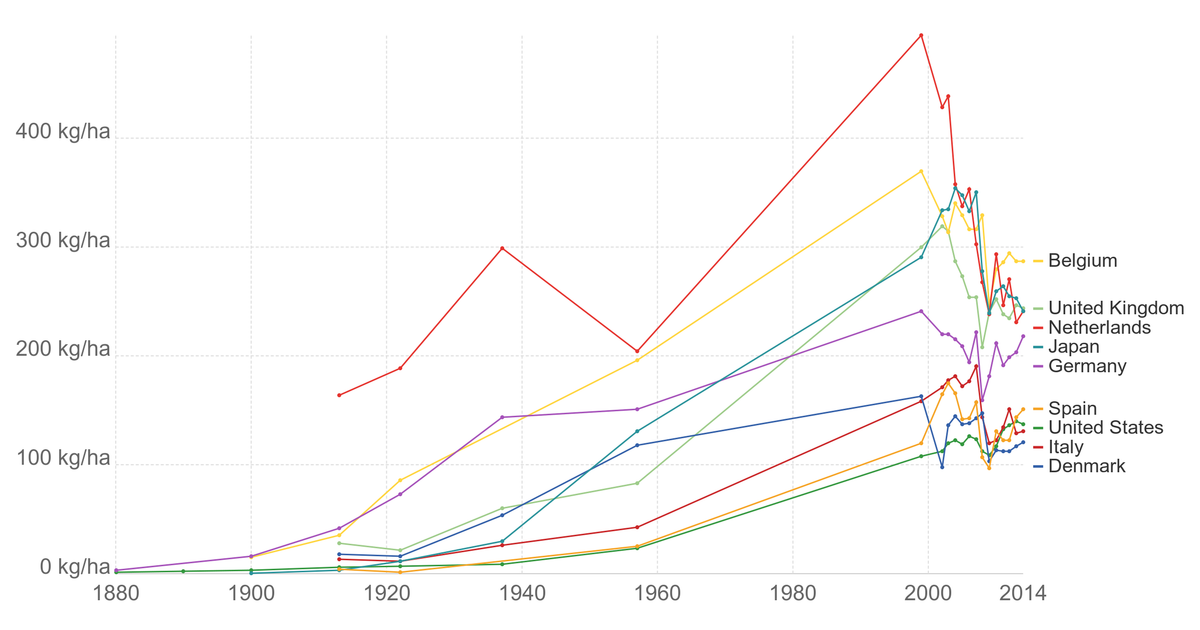 400 kg/ha
300 kg/ha
200 kg/ha
100 kg/ha
0 kg/ha
1880 1900 1920 1940 1960 1980 2000 2014
Belgium
United Kingdom
Netherlands
Japan
Germany
Spain
United States
Italy
Denmark